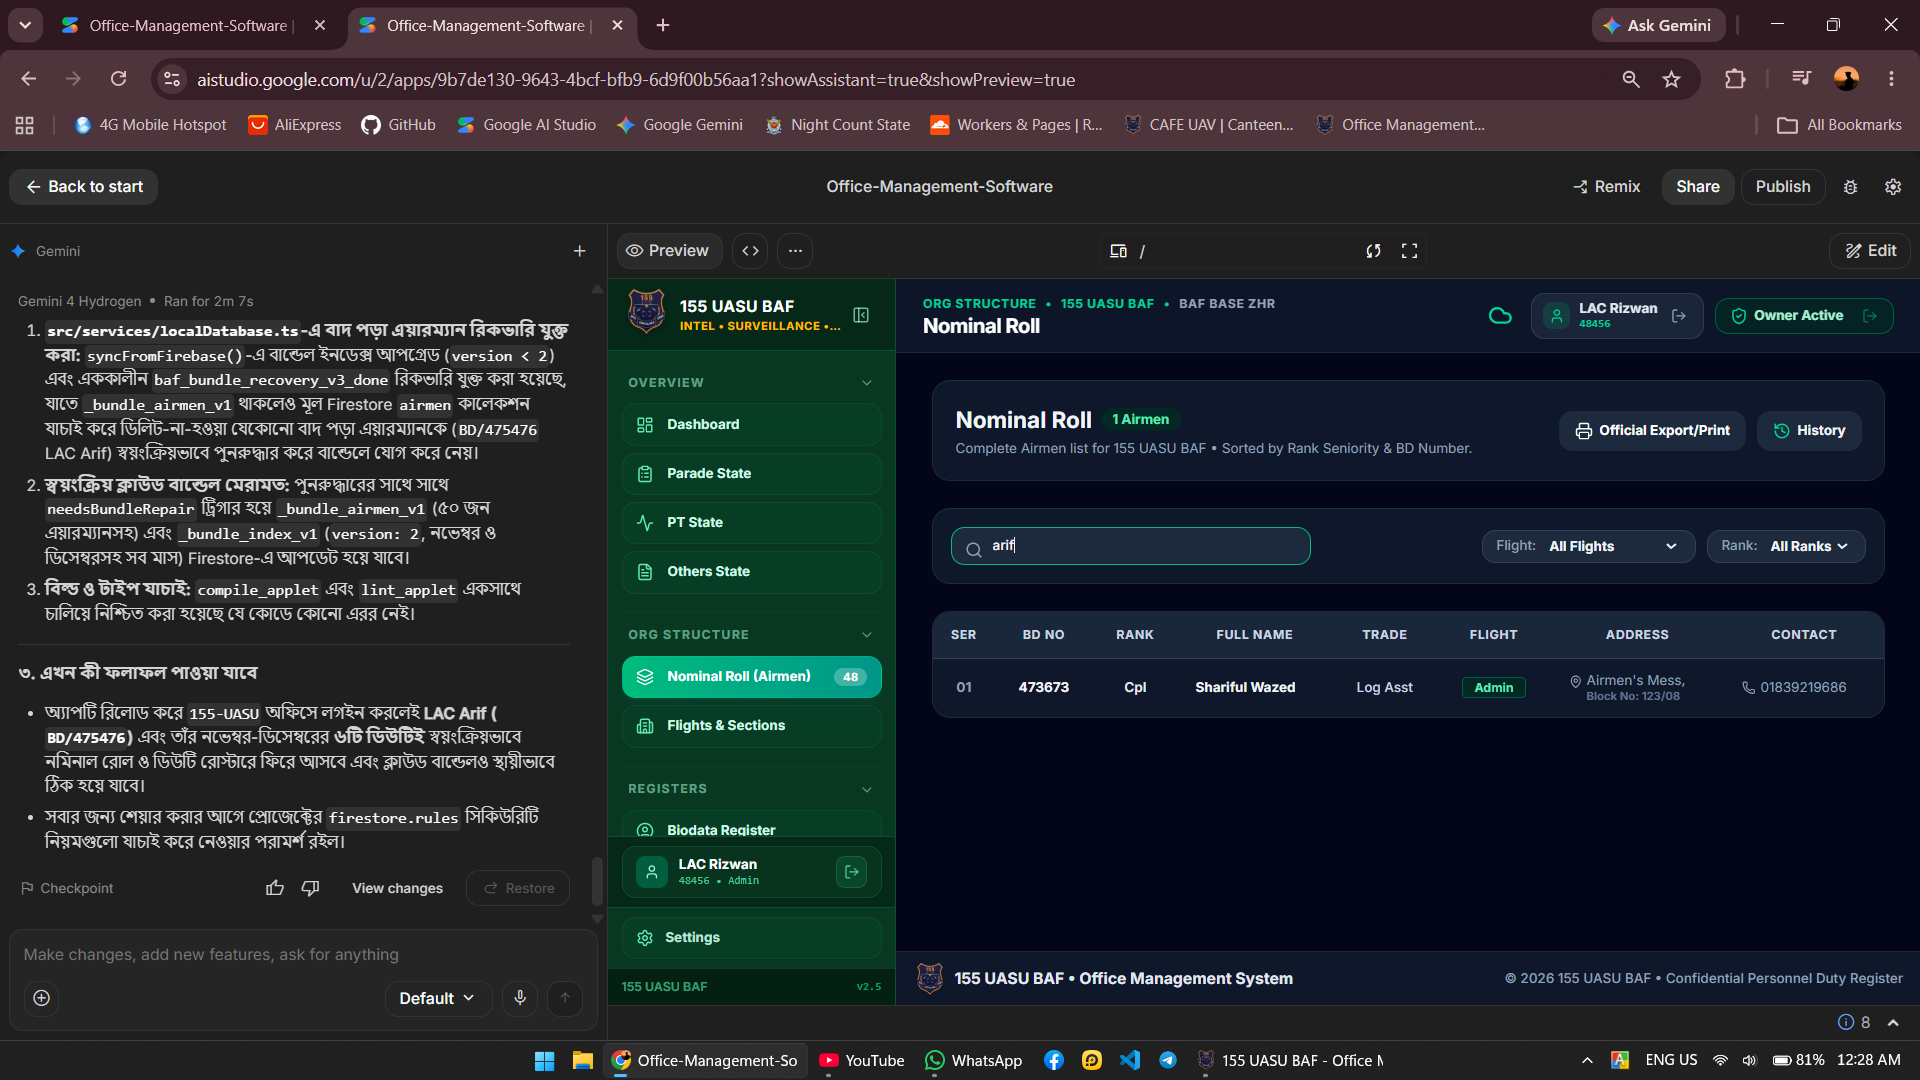 Office-Management-Software |
Office-Management-Software |
Ask Gemini
aistudio.google.com/u/2/apps/9b7de130-9643-4bcf-bfb9-6d9f00b56aa1?showAssistant=true&showPreview=true
4G Mobile Hotspot
AliExpress
GitHub
Google AI Studio
Google Gemini
Night Count State
Workers & Pages | R...
CAFE UAV | Canteen...
Office Management...
All Bookmarks
Back to start
Office-Management-Software
Remix
Share
Publish
Gemini
Gemini 4 Hydrogen • Ran for 2m 7s
1. src/services/localDatabase.ts-এ বাদ পড়া এয়ারম্যান রিকভারি যুক্ত
করা: syncFromFirebase()-এ বান্ডেল ইনডেক্স আপগ্রেড (version < 2)
এবং এককালীন baf_bundle_recovery_v3_done রিকভারি যুক্ত করা হয়েছে,
যাতে _bundle_airmen_v1 থাকলেও মূল Firestore airmen কালেকশন
যাচাই করে ডিলিট-না-হওয়া যেকোনো বাদ পড়া এয়ারম্যানকে (BD/475476
LAC Arif) স্বয়ংক্রিয়ভাবে পুনরুদ্ধার করে বান্ডেলে যোগ করে নেয়।
2. স্বয়ংক্রিয় ক্লাউড বান্ডেল মেরামত: পুনরুদ্ধারের সাথে সাথে
needsBundleRepair ট্রিগার হয়ে _bundle_airmen_v1 (৫০ জন
এয়ারম্যানসহ) এবং _bundle_index_v1 (version: 2, নভেম্বর ও
ডিসেম্বরসহ সব মাস) Firestore-এ আপডেট হয়ে যাবে।
3. বিল্ড ও টাইপ যাচাই: compile_applet এবং lint_applet একসাথে
চালিয়ে নিশ্চিত করা হয়েছে যে কোডে কোনো এরর নেই।
৩. এখন কী ফলাফল পাওয়া যাবে
• অ্যাপটি রিলোড করে 155-UASU অফিসে লগইন করলেই LAC Arif (
BD/475476) এবং তাঁর নভেম্বর-ডিসেম্বরের ৬টি ডিউটিই স্বয়ংক্রিয়ভাবে
নমিনাল রোল ও ডিউটি রোস্টারে ফিরে আসবে এবং ক্লাউড বান্ডেলও স্থায়ীভাবে
ঠিক হয়ে যাবে।
• সবার জন্য শেয়ার করার আগে প্রোজেক্টের firestore.rules সিকিউরিটি
নিয়মগুলো যাচাই করে নেওয়ার পরামর্শ রইল।
Checkpoint
View changes
Restore
Make changes, add new features, ask for anything
Default
Preview
/
Edit
155 UASU BAF
INTEL • SURVEILLANCE •...
OVERVIEW
Dashboard
Parade State
PT State
Others State
ORG STRUCTURE
Nominal Roll (Airmen) 48
Flights & Sections
REGISTERS
Biodata Register
LAC Rizwan
48456 • Admin
Settings
155 UASU BAF v2.5
ORG STRUCTURE • 155 UASU BAF • BAF BASE ZHR
Nominal Roll
LAC Rizwan
48456
Owner Active
Nominal Roll 1 Airmen
Complete Airmen list for 155 UASU BAF • Sorted by Rank Seniority & BD Number.
Official Export/Print
History
arif
Flight: All Flights
Rank: All Ranks
SER BD NO RANK FULL NAME TRADE FLIGHT ADDRESS CONTACT
01 473673 Cpl Shariful Wazed Log Asst Admin Airmen's Mess, 01839219686
Block No: 123/08
155 UASU BAF • Office Management System
© 2026 155 UASU BAF • Confidential Personnel Duty Register
8
Office-Management-So
YouTube
WhatsApp
155 UASU BAF - Office M
ENG US
81%
12:28 AM